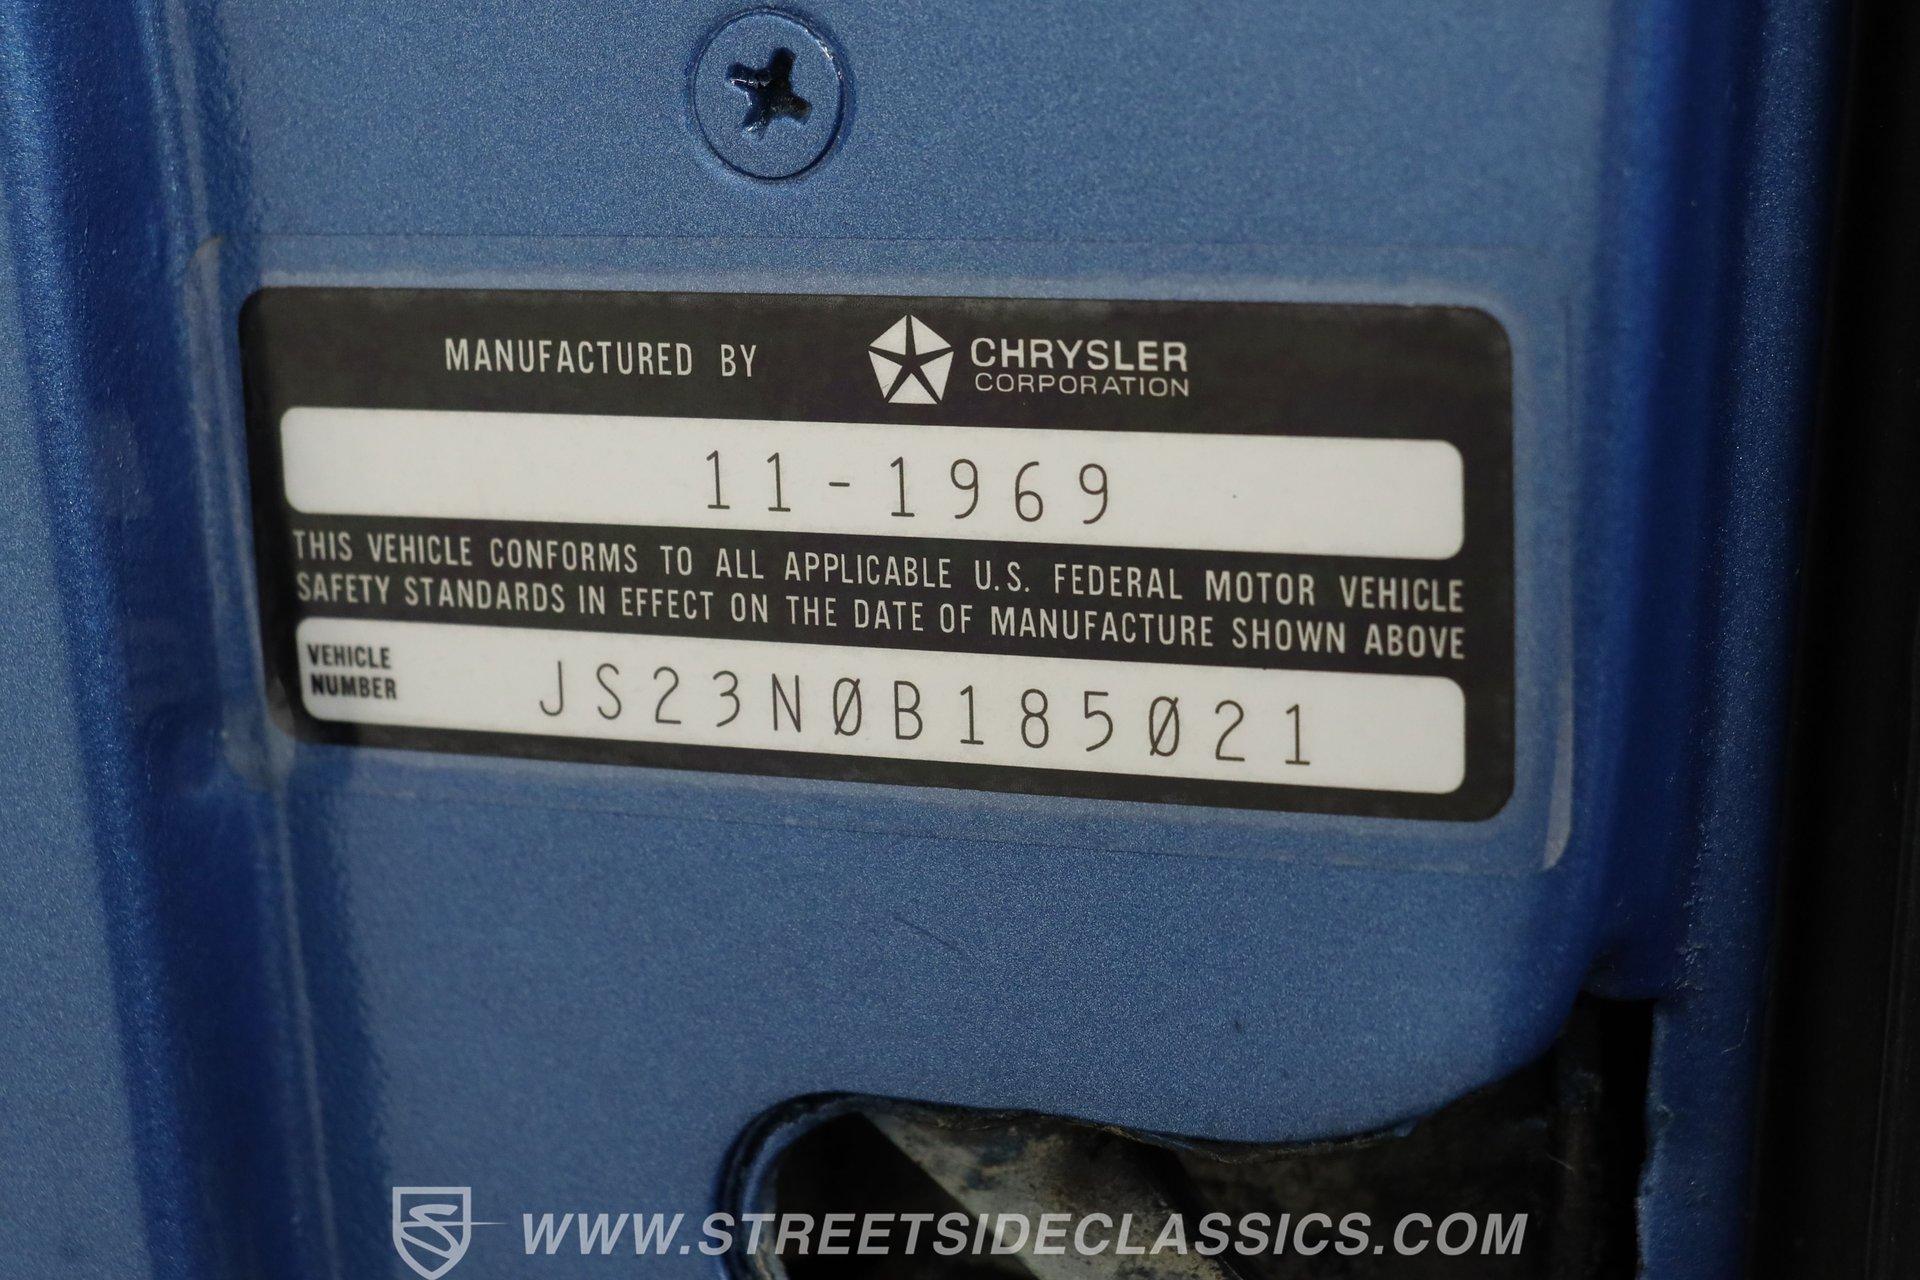 MANUFACTURED BY CHRYSLER
CORPORATION
11-1969
THIS VEHICLE CONFORMS TO ALL APPLICABLE U.S. FEDERAL MOTOR VEHICLE
SAFETY STANDARDS IN EFFECT ON THE DATE OF MANUFACTURE SHOWN ABOVE
VEHICLE
NUMBER
JS23N0B185021
WWW.STREETSIDECLASSICS.COM